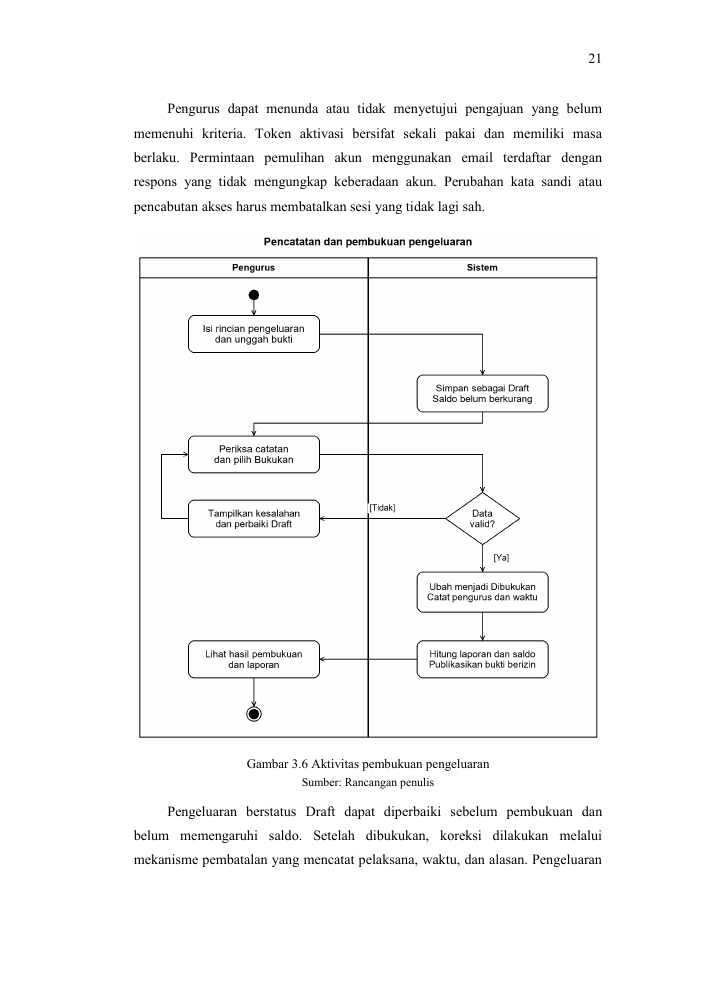 21
Pengurus dapat menunda atau tidak menyetujui pengajuan yang belum
memenuhi kriteria. Token aktivasi bersifat sekali pakai dan memiliki masa
berlaku. Permintaan pemulihan akun menggunakan email terdaftar dengan
respons yang tidak mengungkap keberadaan akun. Perubahan kata sandi atau
pencabutan akses harus membatalkan sesi yang tidak lagi sah.
Pencatatan dan pembukuan pengeluaran
Pengurus
Sistem
Isi rincian pengeluaran
dan unggah bukti
Simpan sebagai Draft
Saldo belum berkurang
Periksa catatan
dan pilih Bukukan
Tampilkan kesalahan
dan perbaiki Draft
[Tidak]
Data
valid?
[Ya]
Ubah menjadi Dibukukan
Catat pengurus dan waktu
Lihat hasil pembukuan
dan laporan
Hitung laporan dan saldo
Publikasikan bukti berizin
Gambar 3.6 Aktivitas pembukuan pengeluaran
Sumber: Rancangan penulis
Pengeluaran berstatus Draft dapat diperbaiki sebelum pembukuan dan
belum memengaruhi saldo. Setelah dibukukan, koreksi dilakukan melalui
mekanisme pembatalan yang mencatat pelaksana, waktu, dan alasan. Pengeluaran